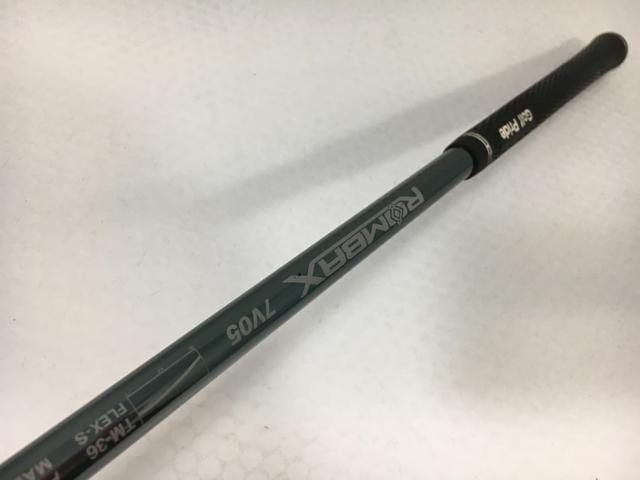 Golf Pride
ROMBAX
7V05
TM-36
FLEX-S